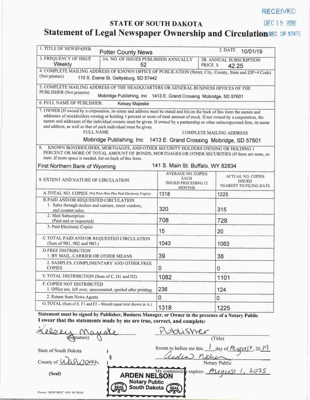 RECEIVED
DEC 19 2019
SEC OF STATE
STATE OF SOUTH DAKOTA
Statement of Legal Newspaper Ownership and Circulation
1. TITLE OF NEWSPAPER
Potter County News
2. DATE 10/01/19
3. FREQUENCY OF ISSUE
Weekly
3A. NO. OF ISSUES PUBLISHED ANNUALLY
52
3B. ANNUAL SUBSCRIPTION
PRICE $ 42.25
4. COMPLETE MAILING ADDRESS OF KNOWN OFFICE OF PUBLICATION (Street, City, County, State and ZIP+4 Code)
(Not printers) 110 S. Exene St. Gettysburg, SD 57442
5. COMPLETE MAILING ADDRESS OF THE HEADQUARTERS OR GENERAL BUSINESS OFFICES OF THE
PUBLISHER (Not printers) Mobridge Publishing, Inc. 1413 E. Grand Crossing Mobridge, SD 57601
6. FULL NAME OF PUBLISHER: Kelsey Majeske
7. OWNER (If owned by a corporation, its name and address must be stated and list on the back of this form the names and
addresses of stockholders owning or holding 1 percent or more of total amount of stock. If not owned by a corporation, the
names and addresses of the individual owners must be given. If owned by a partnership or other unincorporated firm, its name
and address, as well as that of each individual must be given.
FULL NAME COMPLETE MAILING ADDRESS
Mobridge Publishing, Inc 1413 E. Grand Crossing Mobridge, SD 57601
8. KNOWN BONDHOLDERS, MORTGAGES, AND OTHER SECURITY HOLDERS OWNING OR HOLDING 1
PERCENT OR MORE OF TOTAL AMOUNT OF BONDS, MORTGAGES OR OTHER SECURITIES (If there are none, so
state. If more space is needed, list on back of this form.
First Northern Bank of Wyoming 141 S. Main St. Buffalo, WY 82834
9. EXTENT AND NATURE OF CIRCULATION
AVERAGE NO. COPIES
EACH
ISSUED PRECEDING 12
MONTHS
ACTUAL NO. COPIES
ISSUED
NEAREST TO FILING DATE
A. TOTAL NO. COPIES (Net Press Run Plus Paid Electronic Copies) 1318 1225
B. PAID AND/OR REQUESTED CIRCULATION
1. Sales through dealers and carriers, street vendors,
and counter sales. 320 315
2. Mail Subscription
(Paid and or requested) 708 728
3. Paid Electronic Copies
15 20
C. TOTAL PAID AND/OR REQUESTED CIRCULATION
(Sum of 9B1, 9B2 and 9B3) 1043 1063
D. FREE DISTRIBUTION
1. BY MAIL, CARRIER OR OTHER MEANS 39 38
2. SAMPLES, COMPLIMENTARY AND OTHER FREE
COPIES 0 0
E. TOTAL DISTRIBUTION (Sum of C, D1 and D2) 1082 1101
F. COPIES NOT DISTRIBUTED
1. Office use, left over, unaccounted, spoiled after printing 236 124
2. Return from News Agents 0 0
G. TOTAL (Sum of E, F1 and F2 – Should equal total shown in A.) 1318 1225
Statement must be signed by Publisher, Business Manager, or Owner in the presence of a Notary Public
I swear that the statements made by me are true, correct, and complete:
Kelsey Majeske Publisher
(Signature) (Title)
State of South Dakota
Sworn to before me this 1 day of August, 2019
Arden Nelson
County of Walworth
Notary Public
(Seal)
My commission expires: August 1, 2025
ARDEN NELSON
Notary Public
SEAL South Dakota SEAL